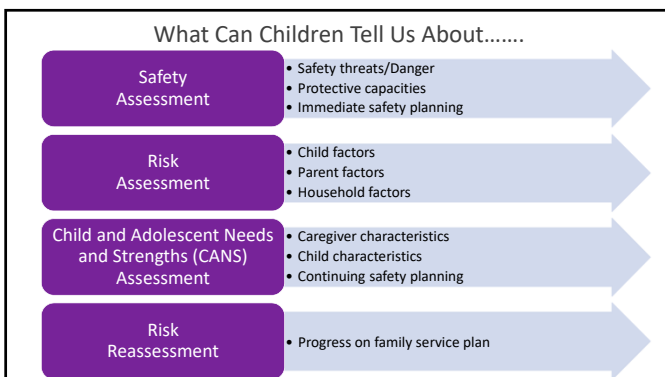 What Can Children Tell Us About…….
Safety
Assessment
• Safety threats/Danger
• Protective capacities
• Immediate safety planning
Risk
Assessment
• Child factors
• Parent factors
• Household factors
Child and Adolescent Needs
and Strengths (CANS)
Assessment
• Caregiver characteristics
• Child characteristics
• Continuing safety planning
Risk
Reassessment
• Progress on family service plan